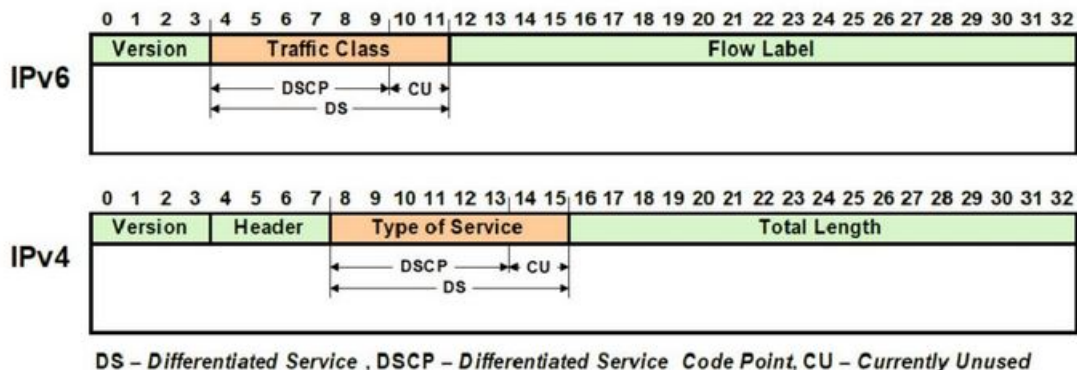 0 1 2 3 4 5 6 7 8 9 10 11 12 13 14 15 16 17 18 19 20 21 22 23 24 25 26 27 28 29 30 31 32
Version Traffic Class Flow Label
IPv6
DSCP CU
DS
0 1 2 3 4 5 6 7 8 9 10 11 12 13 14 15 16 17 18 19 20 21 22 23 24 25 26 27 28 29 30 31 32
Version Header Type of Service Total Length
IPv4
DSCP CU
DS
DS – Differentiated Service , DSCP – Differentiated Service Code Point, CU – Currently Unused